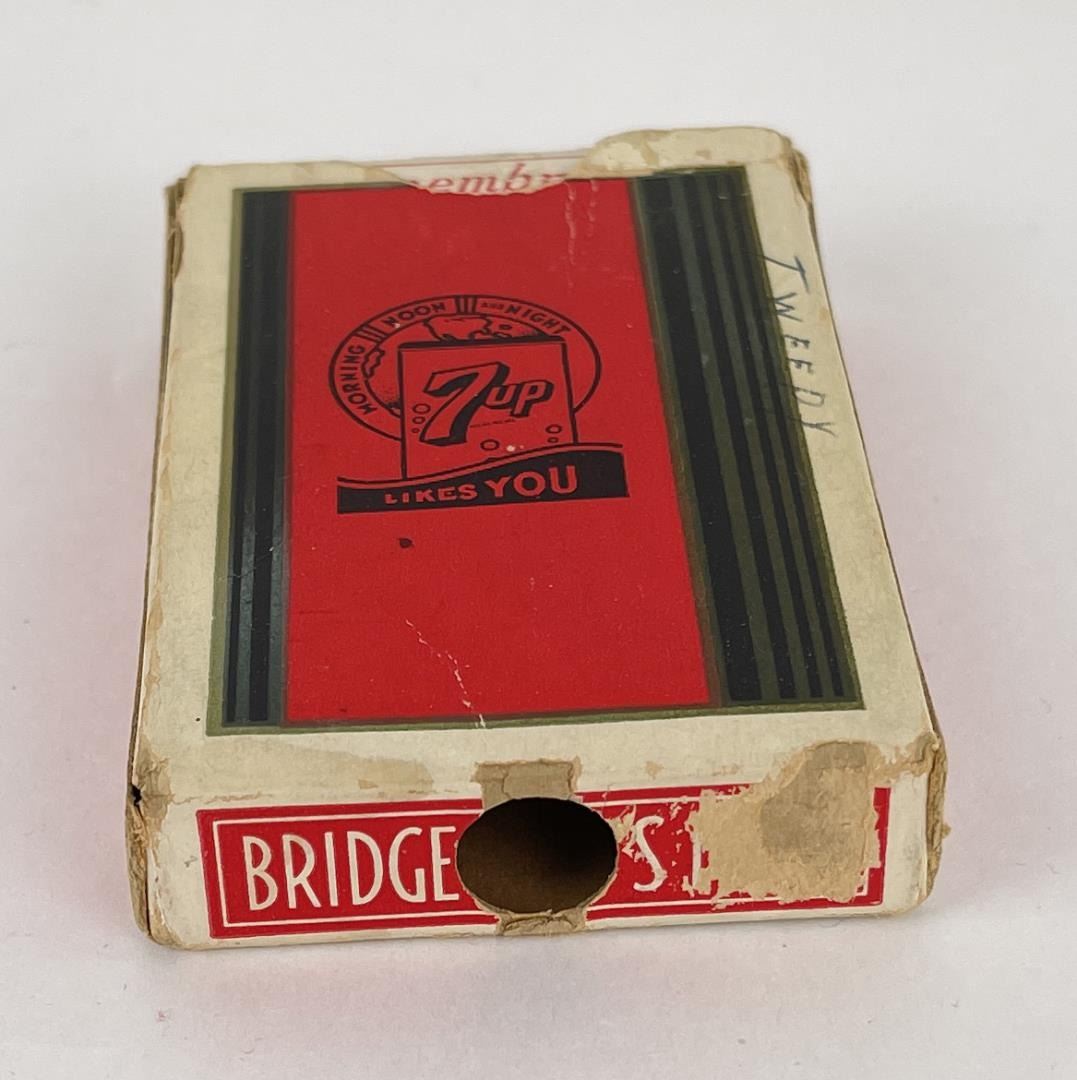 MORNING NOON AND NIGHT
7up
LIKES YOU
TWEEDY
BRIDGE